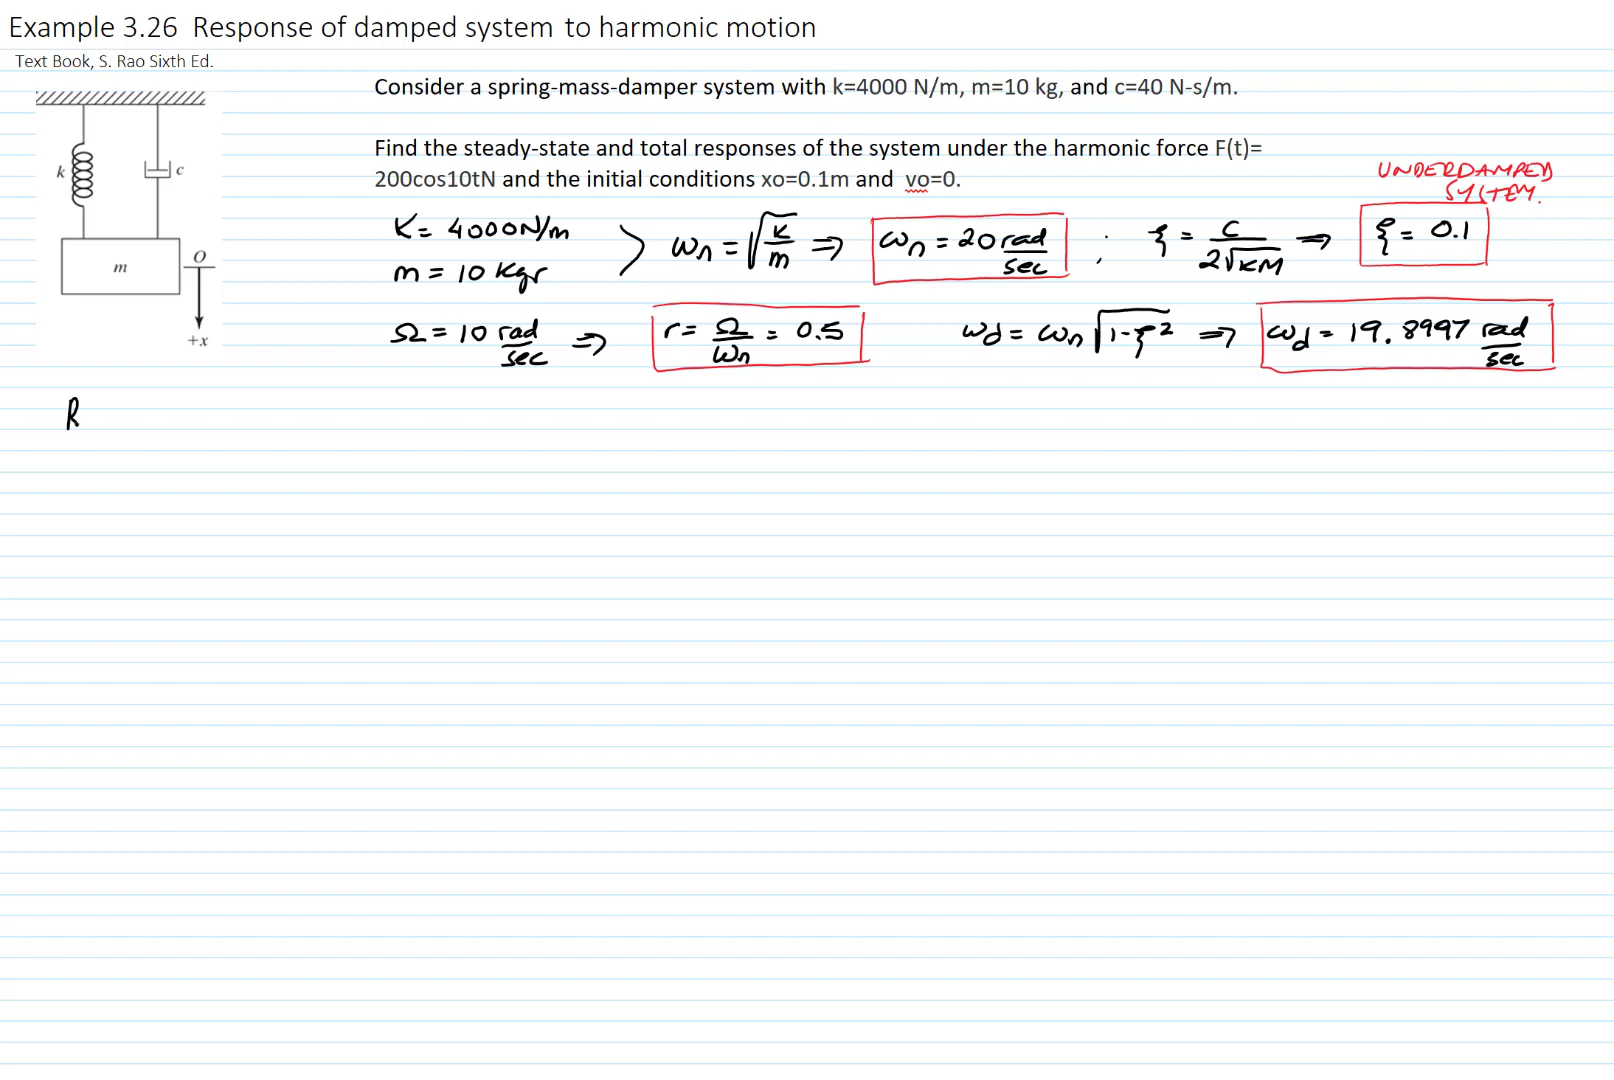 Example 3.26 Response of damped system to harmonic motion
Text Book, S. Rao Sixth Ed.
Consider a spring-mass-damper system with k=4000 N/m, m=10 kg, and c=40 N-s/m.
Find the steady-state and total responses of the system under the harmonic force F(t)=
200cos10tN and the initial conditions xo=0.1m and vo=0.
UNDERDAMPED
SYSTEM.
k
c
m
O
+x
K = 4000N/m
m = 10 Kgr
ωn = √(K/m) ⇒ ωn = 20 rad/sec ; ξ = C/(2√KM) ⇒ ξ = 0.1
Ω = 10 rad/sec ⇒ r = Ω/ωn = 0.5 ωd = ωn √(1-ξ²) ⇒ ωd = 19.8997 rad/sec
R